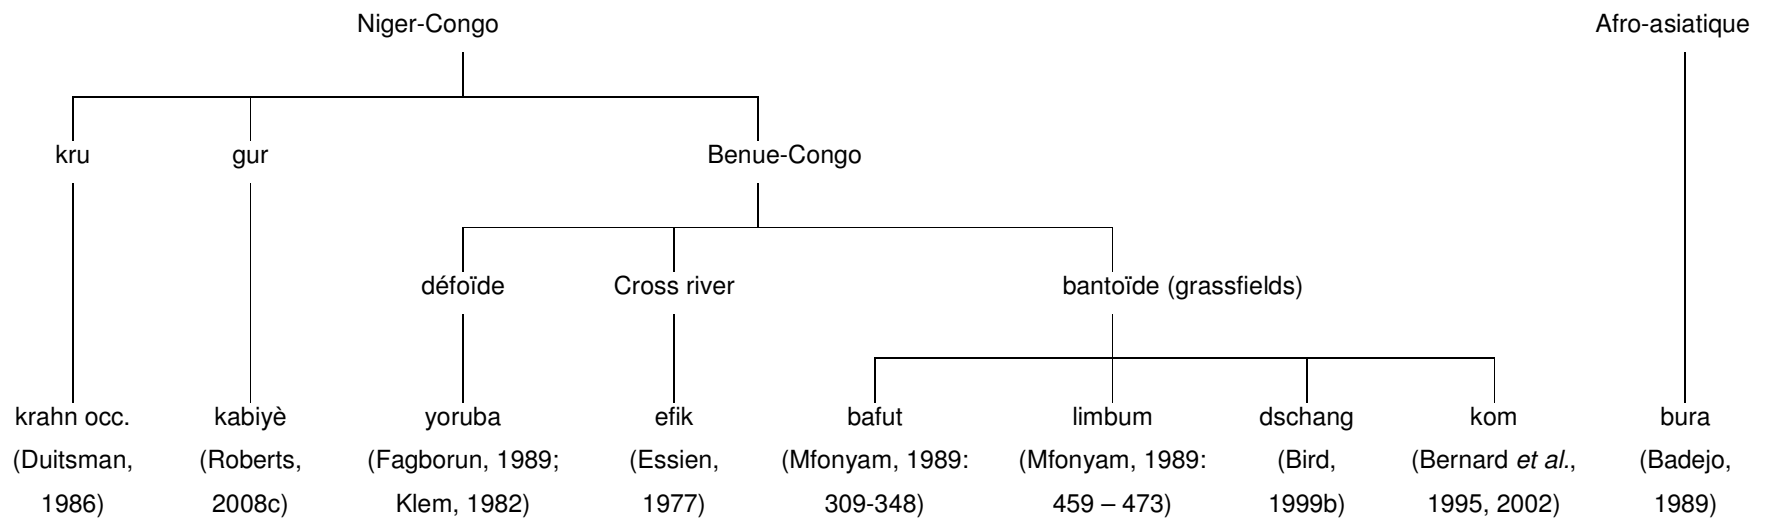 Niger-Congo Afro-asiatique
kru gur Benue-Congo
défoïde Cross river bantoïde (grassfields)
krahn occ. kabiyè yoruba efik bafut limbum dschang kom bura
(Duitsman, (Roberts, (Fagborun, 1989; (Essien, (Mfonyam, 1989: (Mfonyam, 1989: (Bird, (Bernard et al., (Badejo,
1986) 2008c) Klem, 1982) 1977) 309-348) 459 – 473) 1999b) 1995, 2002) 1989)